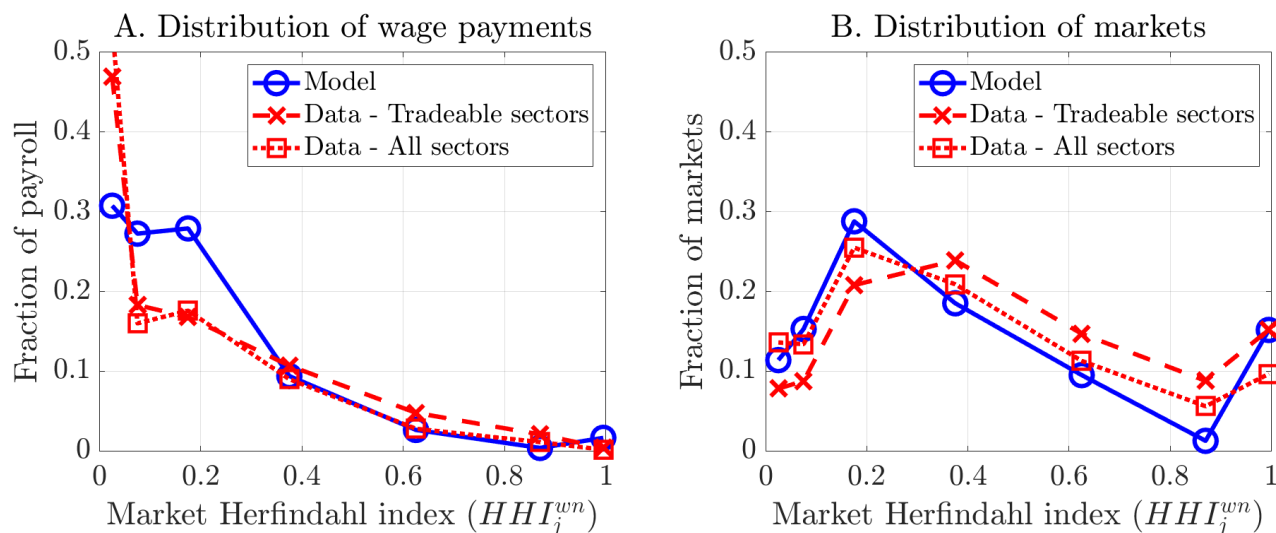 A. Distribution of wage payments
0.5
0.4
0.3
0.2
0.1
0
Fraction of payroll
Model
Data - Tradeable sectors
Data - All sectors
0 0.2 0.4 0.6 0.8 1
Market Herfindahl index (HHI_j^{wn})
B. Distribution of markets
0.5
0.4
0.3
0.2
0.1
0
Fraction of markets
Model
Data - Tradeable sectors
Data - All sectors
0 0.2 0.4 0.6 0.8 1
Market Herfindahl index (HHI_j^{wn})